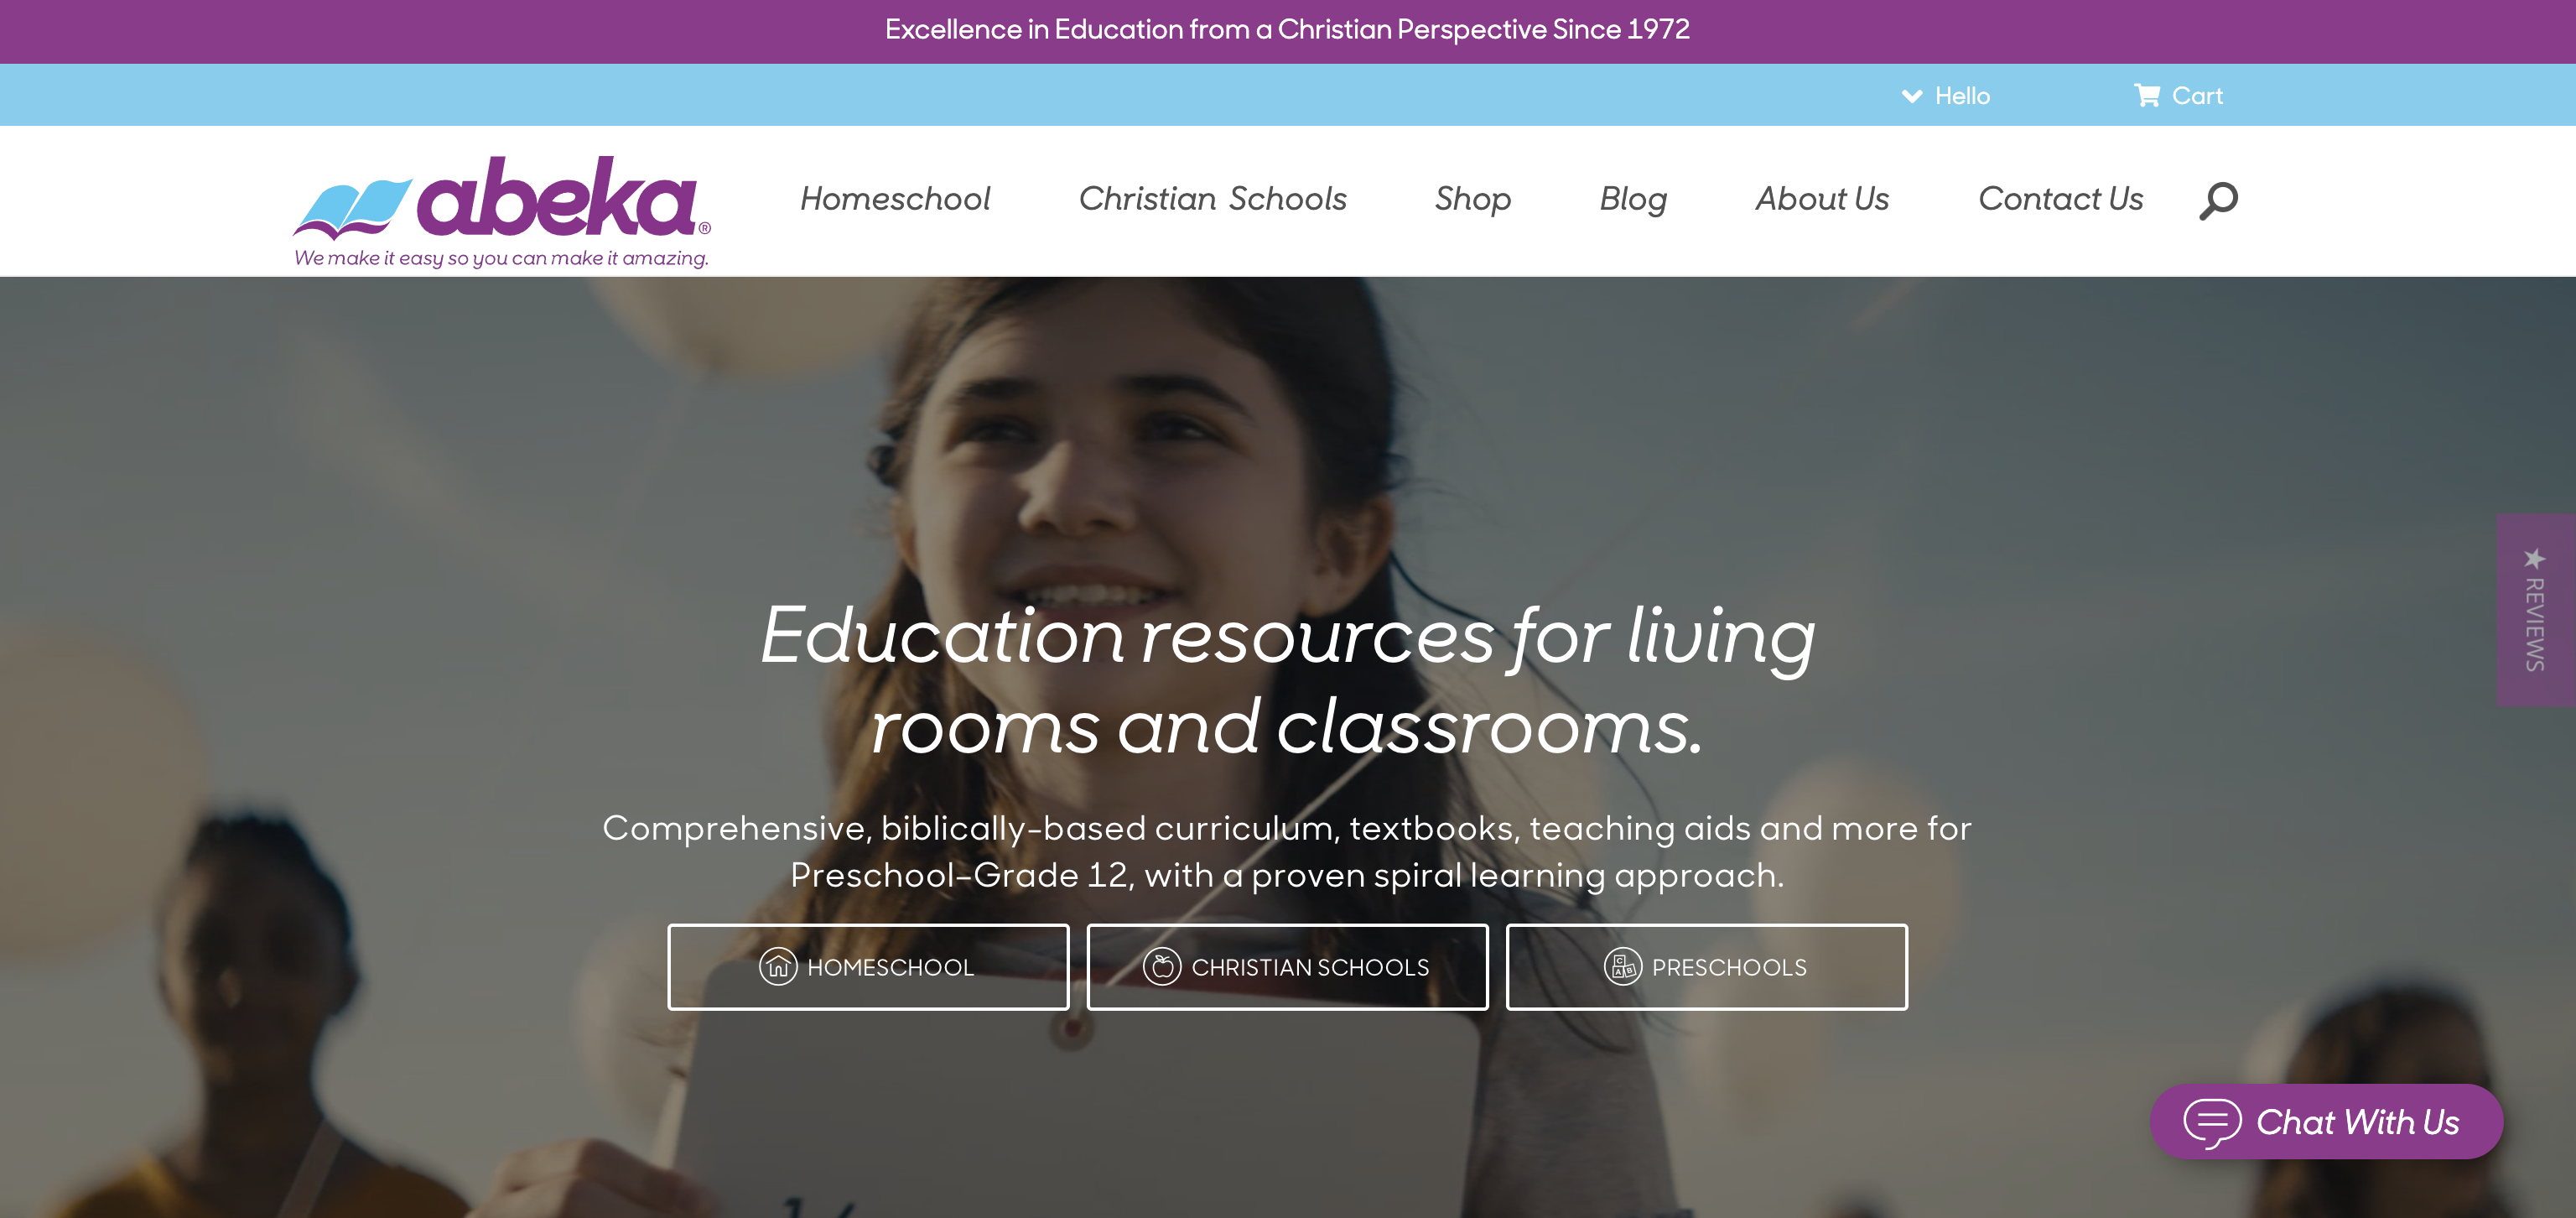 Excellence in Education from a Christian Perspective Since 1972
Hello
Cart
abeka®
We make it easy so you can make it amazing.
Homeschool
Christian Schools
Shop
Blog
About Us
Contact Us
★ REVIEWS
Education resources for living
rooms and classrooms.
Comprehensive, biblically-based curriculum, textbooks, teaching aids and more for
Preschool–Grade 12, with a proven spiral learning approach.
HOMESCHOOL
CHRISTIAN SCHOOLS
C
A B
PRESCHOOLS
Chat With Us